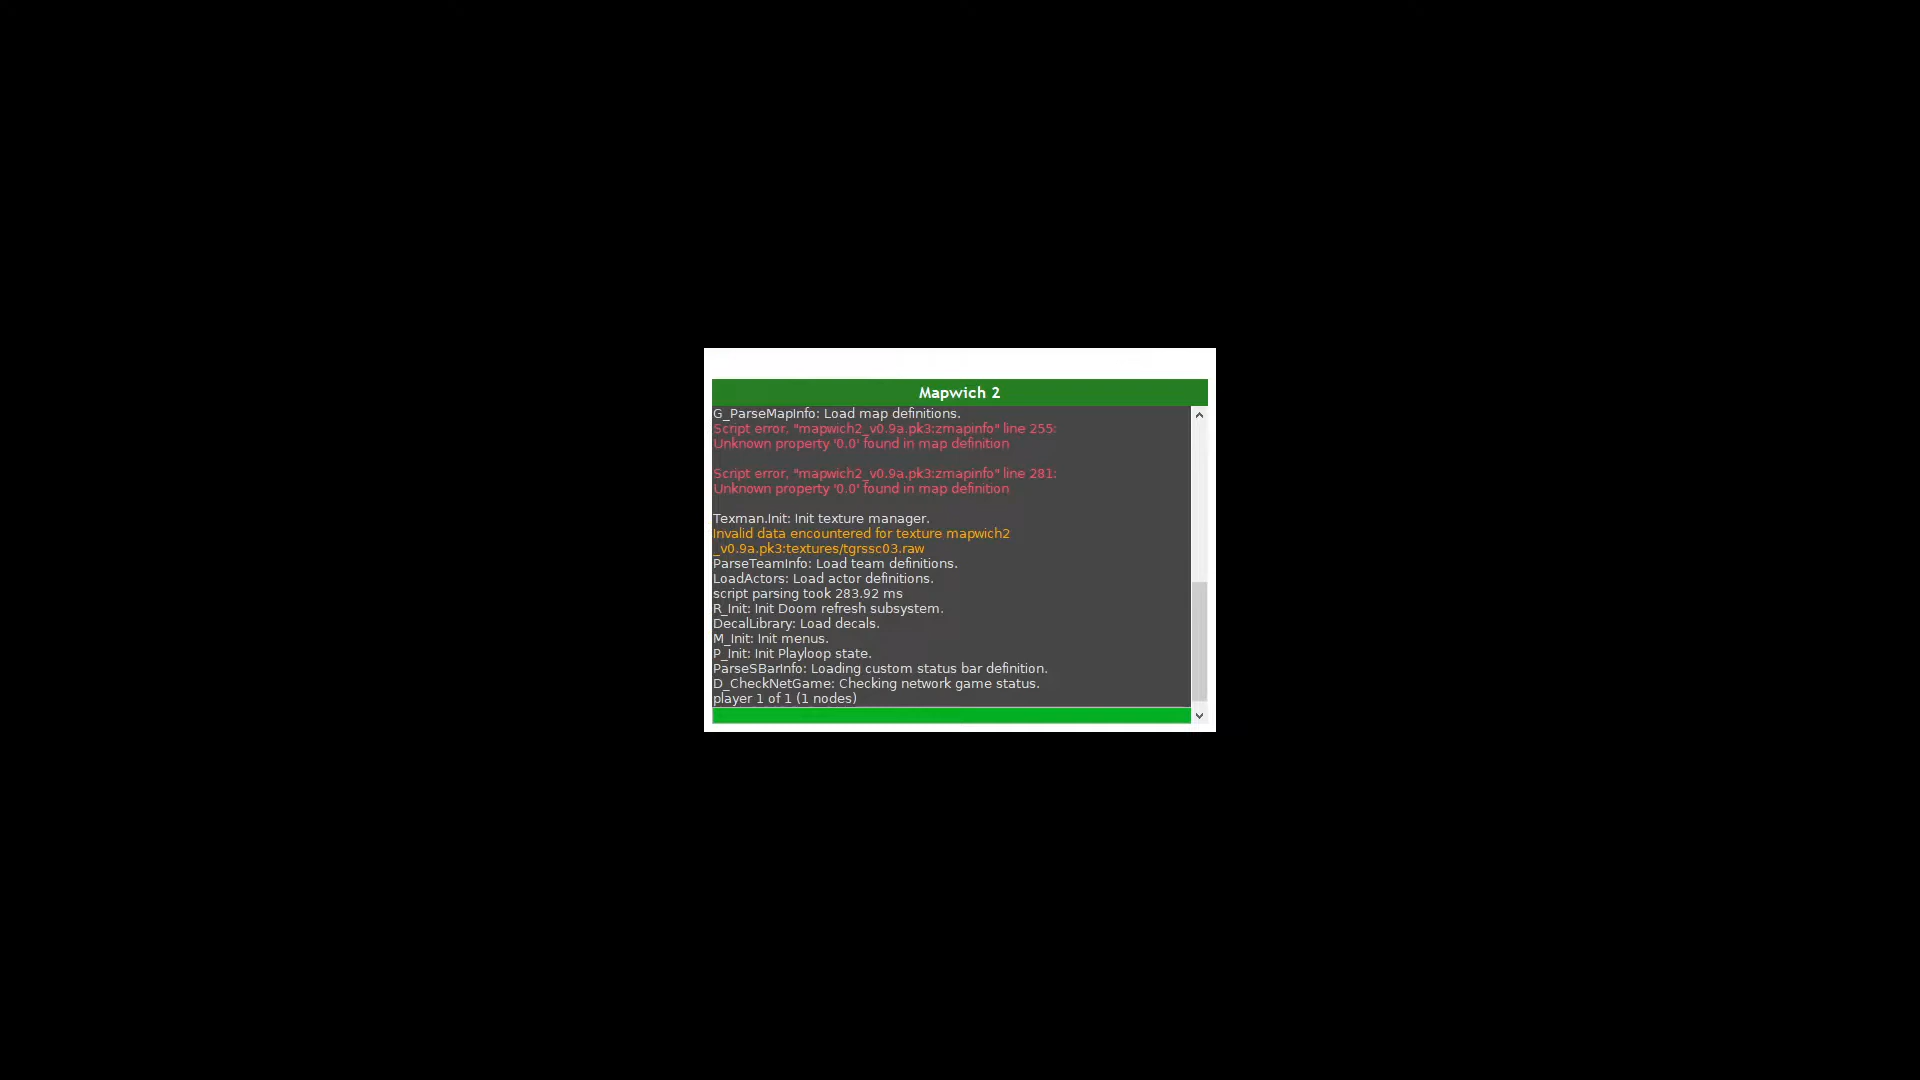 Mapwich 2
G_ParseMapInfo: Load map definitions.
Script error, "mapwich2_v0.9a.pk3:zmapinfo" line 255:
Unknown property '0.0' found in map definition
Script error, "mapwich2_v0.9a.pk3:zmapinfo" line 281:
Unknown property '0.0' found in map definition
Texman.Init: Init texture manager.
Invalid data encountered for texture mapwich2
_v0.9a.pk3:textures/tgrssc03.raw
ParseTeamInfo: Load team definitions.
LoadActors: Load actor definitions.
script parsing took 283.92 ms
R_Init: Init Doom refresh subsystem.
DecalLibrary: Load decals.
M_Init: Init menus.
P_Init: Init Playloop state.
ParseSBarInfo: Loading custom status bar definition.
D_CheckNetGame: Checking network game status.
player 1 of 1 (1 nodes)